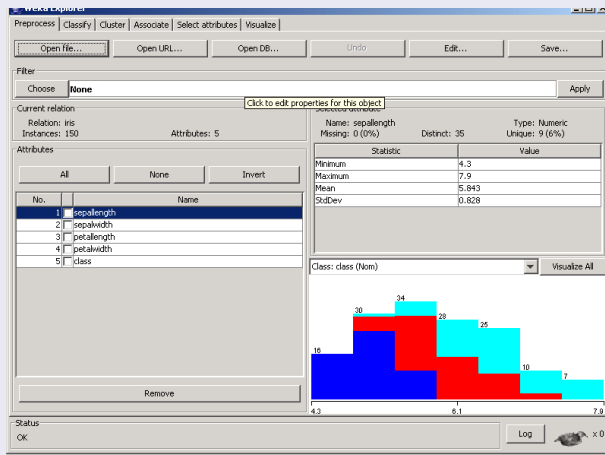 Weka Explorer
Preprocess Classify Cluster Associate Select attributes Visualize
Open file... Open URL... Open DB... Undo Edit... Save...
Filter
Choose None Apply
Click to edit properties for this object
Current relation
Relation: iris
Instances: 150 Attributes: 5
Selected attribute
Name: sepallength Type: Numeric
Missing: 0 (0%) Distinct: 35 Unique: 9 (6%)
Statistic Value
Minimum 4.3
Maximum 7.9
Mean 5.843
StdDev 0.828
Attributes
All None Invert
No. Name
1 sepallength
2 sepalwidth
3 petallength
4 petalwidth
5 class
Remove
Class: class (Nom) Visualize All
16 30 34 28 25 10 7
4.3 6.1 7.9
Status
OK
Log x 0